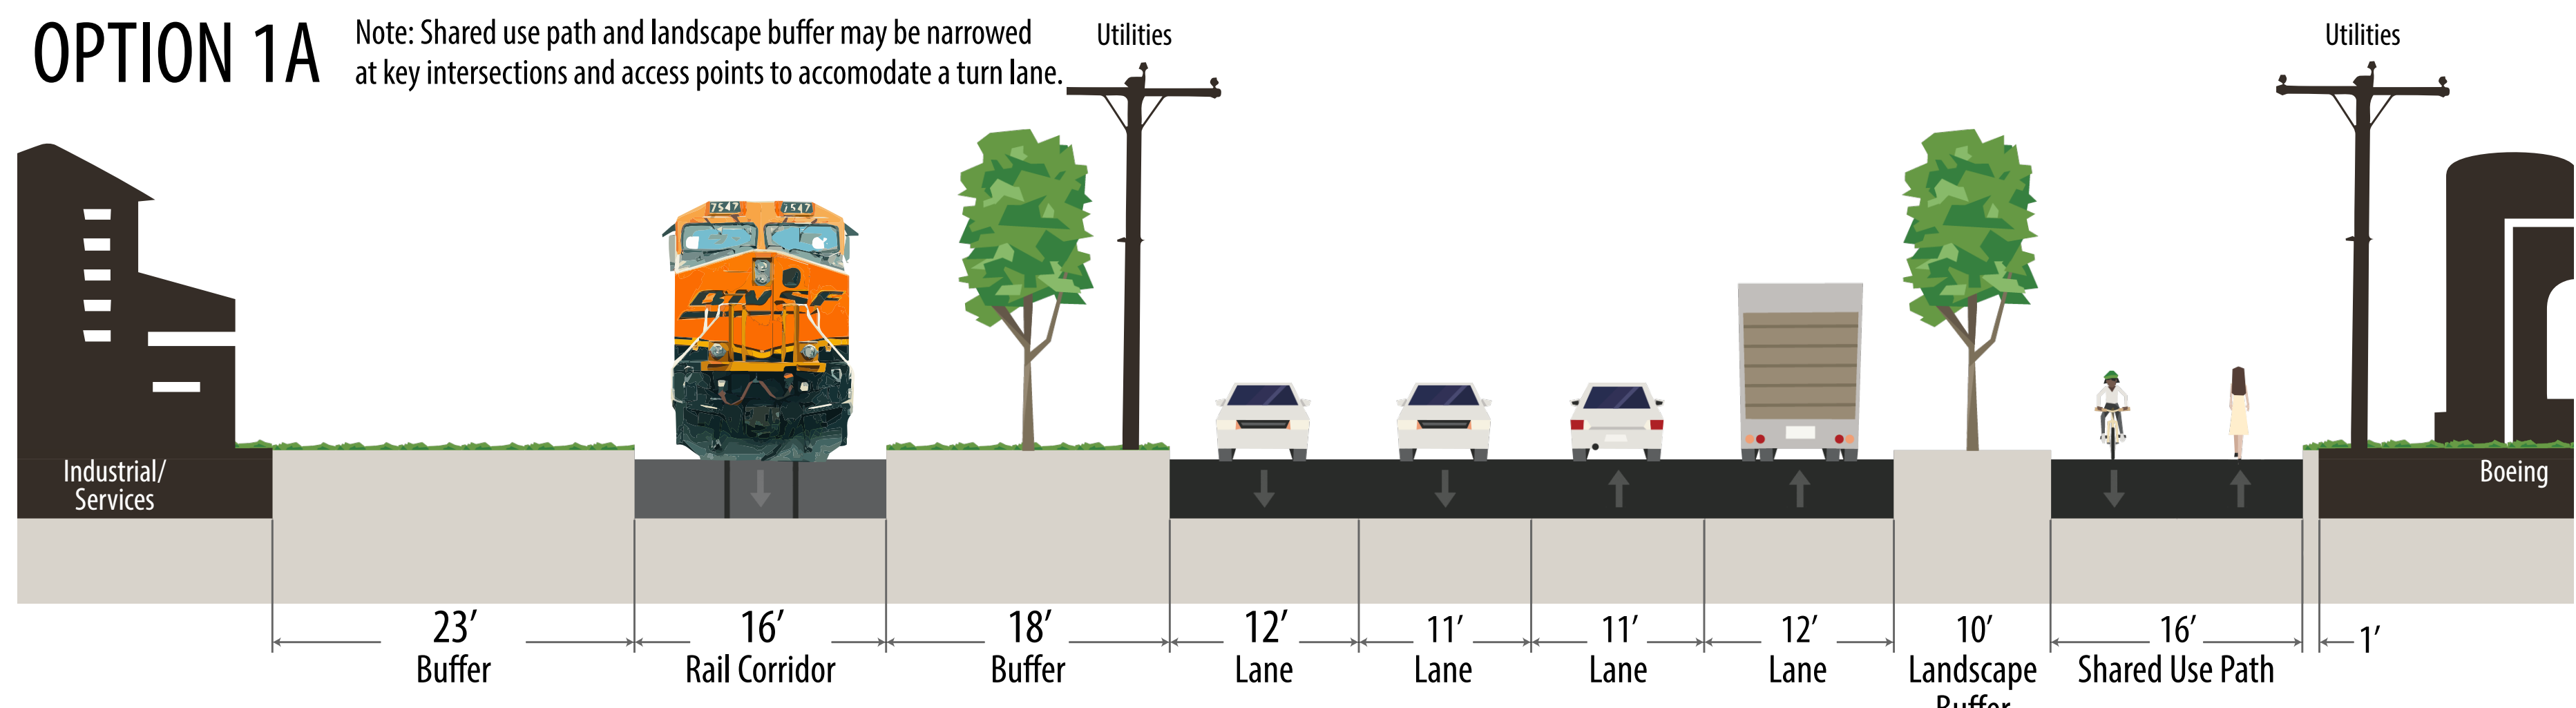 OPTION 1A
Note: Shared use path and landscape buffer may be narrowed
at key intersections and access points to accomodate a turn lane.
Utilities
Utilities
7547 7547
BNSF
Industrial/
Services
Boeing
23′
Buffer
16′
Rail Corridor
18′
Buffer
12′
Lane
11′
Lane
11′
Lane
12′
Lane
10′
Landscape
Buffer
16′
Shared Use Path
1′